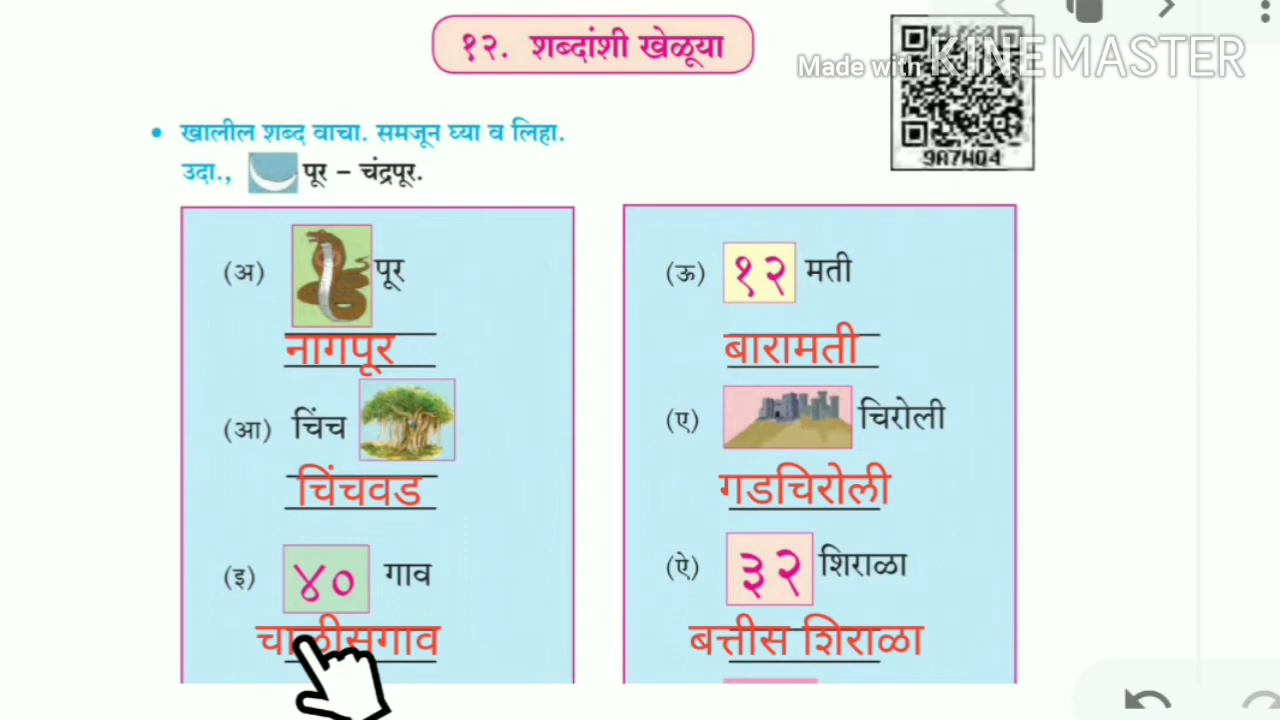 १२. शब्दांशी खेळूया
Made with KINEMASTER
9A7WQ4
• खालील शब्द वाचा. समजून घ्या व लिहा.
उदा., पूर – चंद्रपूर.
(अ) पूर
नागपूर
(आ) चिंच
चिंचवड
(इ) ४० गाव
चाळीसगाव
(ऊ) १२ मती
बारामती
(ए) चिरोली
गडचिरोली
(ऐ) ३२ शिराळा
बत्तीस शिराळा